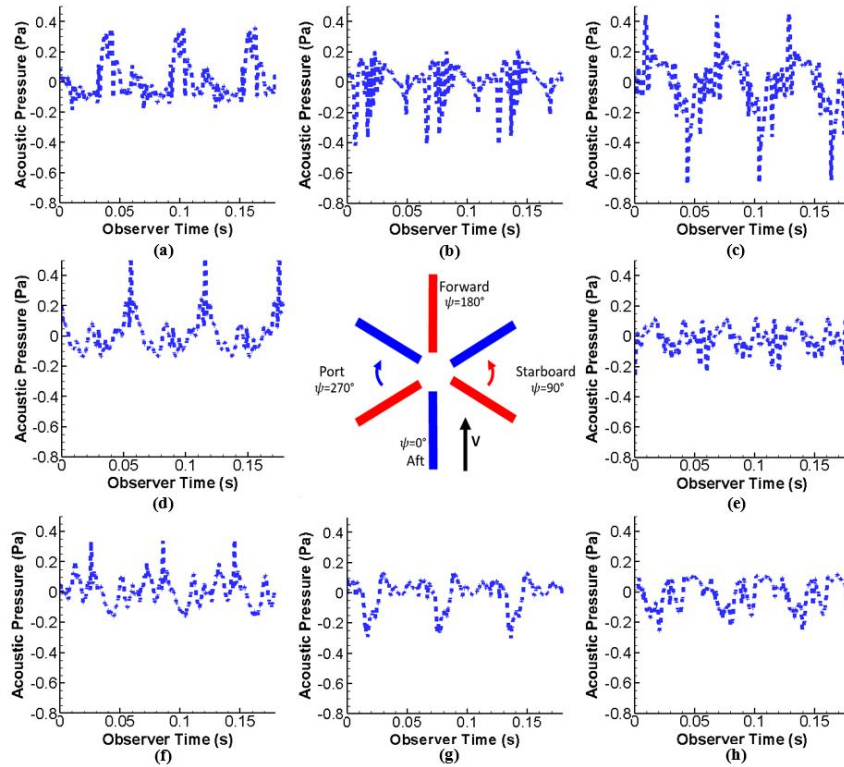 Acoustic Pressure (Pa)
0.4
0.2
0
-0.2
-0.4
-0.6
-0.8
0 0.05 0.1 0.15
Observer Time (s)
(a)
Acoustic Pressure (Pa)
0.4
0.2
0
-0.2
-0.4
-0.6
-0.8
0 0.05 0.1 0.15
Observer Time (s)
(b)
Acoustic Pressure (Pa)
0.4
0.2
0
-0.2
-0.4
-0.6
-0.8
0 0.05 0.1 0.15
Observer Time (s)
(c)
Acoustic Pressure (Pa)
0.4
0.2
0
-0.2
-0.4
-0.6
-0.8
0 0.05 0.1 0.15
Observer Time (s)
(d)
Forward
ψ=180°
Port
ψ=270°
Starboard
ψ=90°
ψ=0°
Aft
V
Acoustic Pressure (Pa)
0.4
0.2
0
-0.2
-0.4
-0.6
-0.8
0 0.05 0.1 0.15
Observer Time (s)
(e)
Acoustic Pressure (Pa)
0.4
0.2
0
-0.2
-0.4
-0.6
-0.8
0 0.05 0.1 0.15
Observer Time (s)
(f)
Acoustic Pressure (Pa)
0.4
0.2
0
-0.2
-0.4
-0.6
-0.8
0 0.05 0.1 0.15
Observer Time (s)
(g)
Acoustic Pressure (Pa)
0.4
0.2
0
-0.2
-0.4
-0.6
-0.8
0 0.05 0.1 0.15
Observer Time (s)
(h)